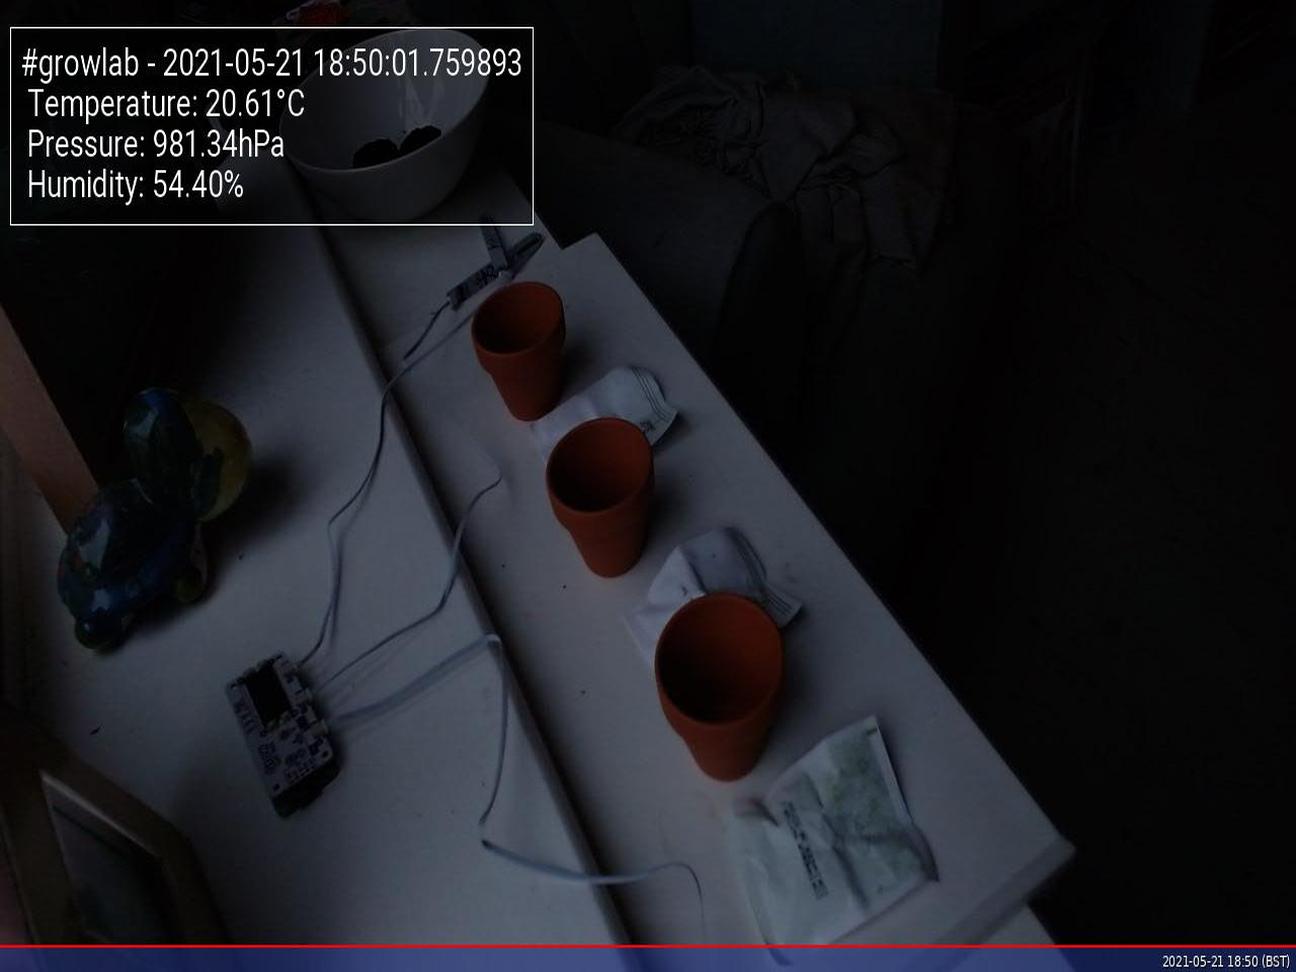 #growlab - 2021-05-21 18:50:01.759893
Temperature: 20.61°C
Pressure: 981.34hPa
Humidity: 54.40%
2021-05-21 18:50 (BST)